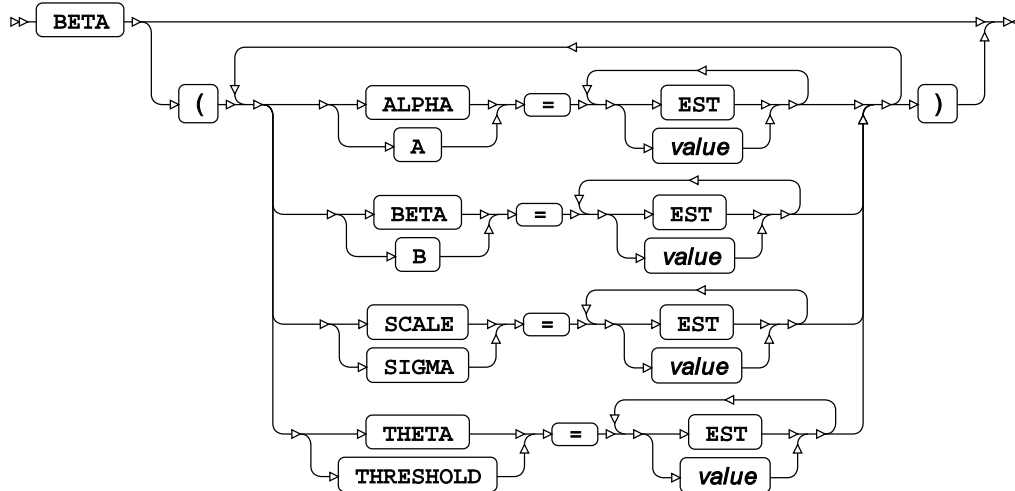 BETA
( ALPHA = EST )
A value
BETA = EST
B value
SCALE = EST
SIGMA value
THETA = EST
THRESHOLD value